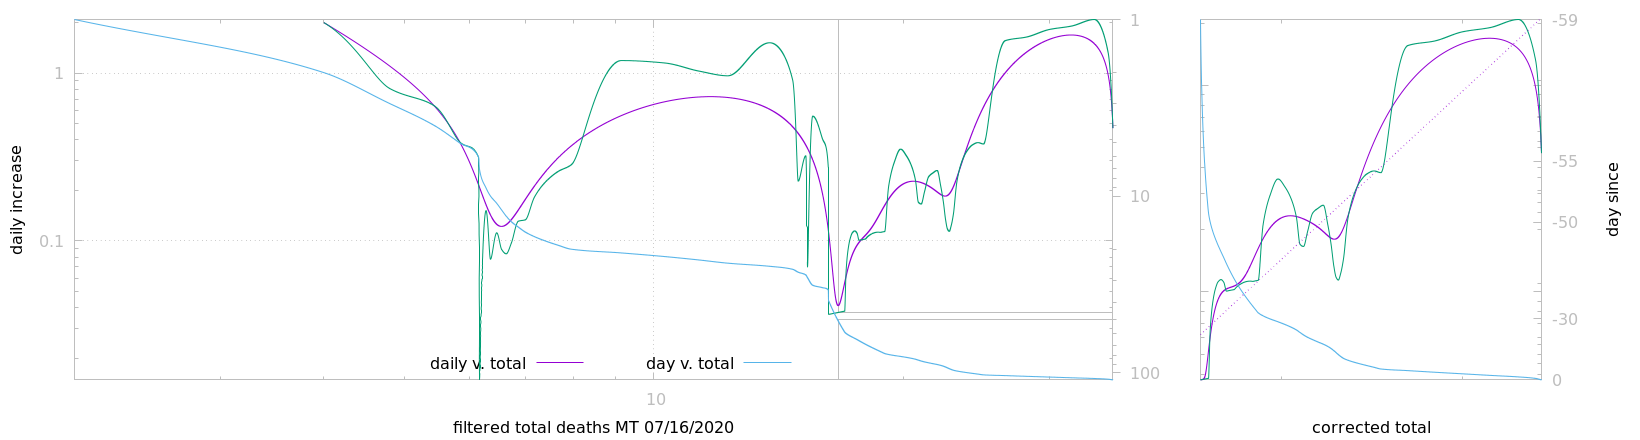 daily increase
1
0.1
10
daily v. total
day v. total
filtered total deaths MT 07/16/2020
1
10
100
-59
-55
-50
-30
0
day since
corrected total